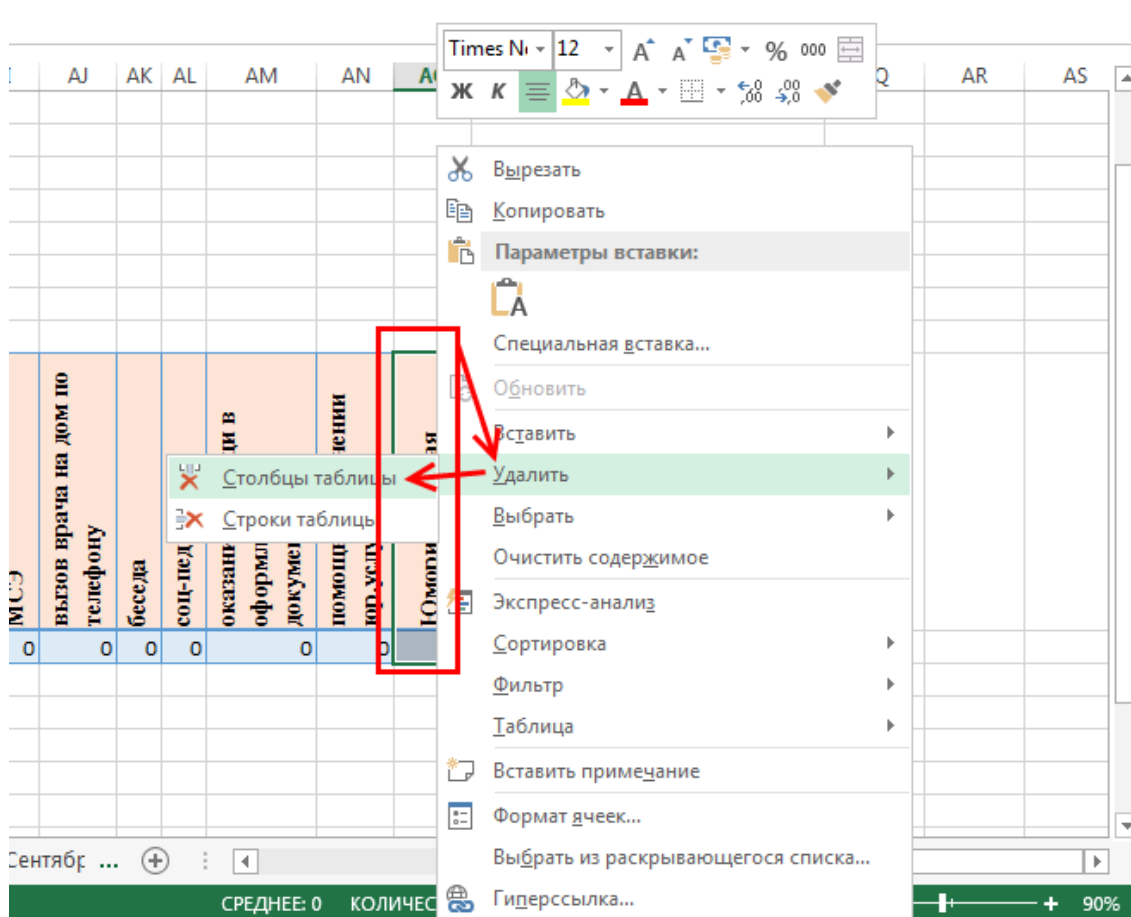 Times N
12
% 000
AJ AK AL AM AN AR AS
Ж К А
Вырезать
Копировать
Параметры вставки:
Специальная вставка...
Обновить
Вставить
Удалить
Столбцы таблицы
Строки таблицы
Выбрать
Очистить содержимое
Экспресс-анализ
Сортировка
Фильтр
Таблица
Вставить примечание
Формат ячеек...
Выбрать из раскрывающегося списка...
Гиперссылка...
МСЭ
вызов врача на дом по
телефону
беседа
соц-пед
0 0 0 0 0 0
Сентябр ...
СРЕДНЕЕ: 0 КОЛИЧЕС
90%